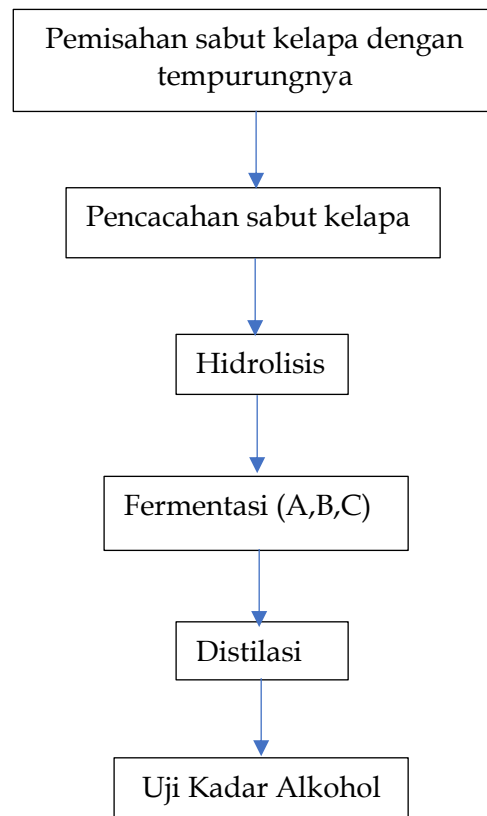 Pemisahan sabut kelapa dengan
tempurungnya
Pencacahan sabut kelapa
Hidrolisis
Fermentasi (A,B,C)
Distilasi
Uji Kadar Alkohol